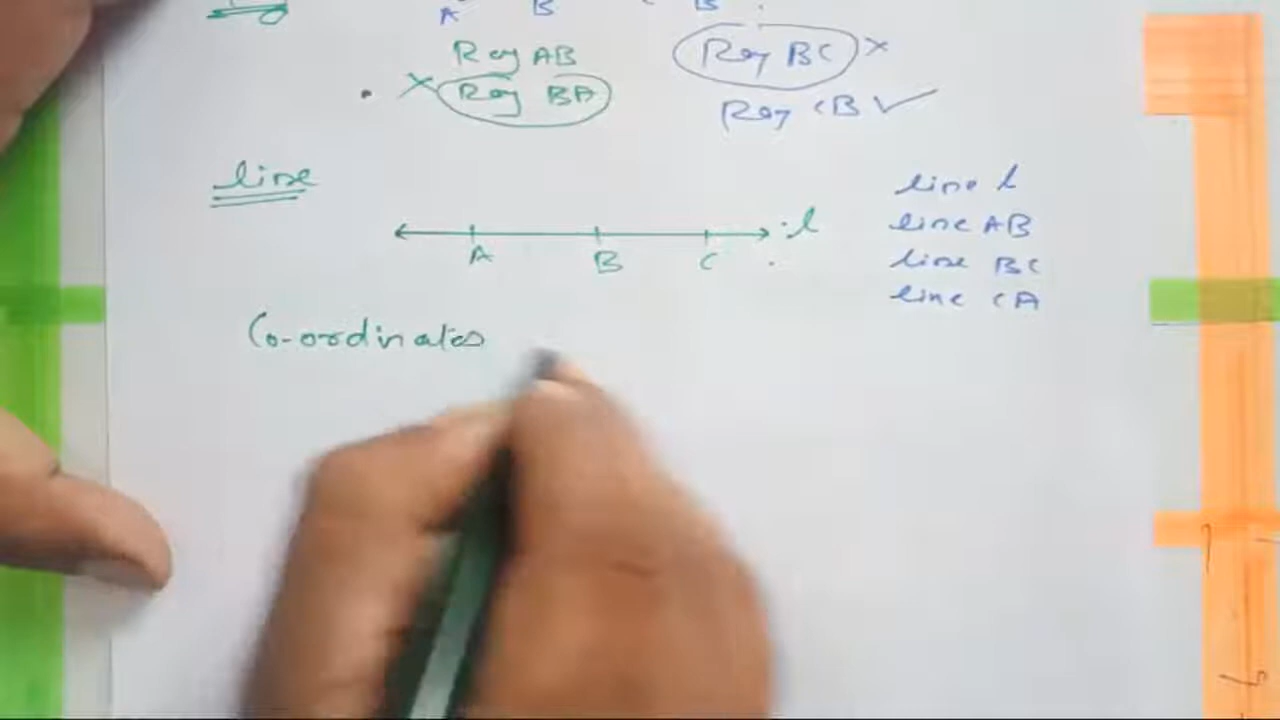 A B B
Ray AB
× Ray BA
Ray BC ×
Ray CB ✓
line
A B C l
line l
line AB
line BC
line CA
Co-ordinates